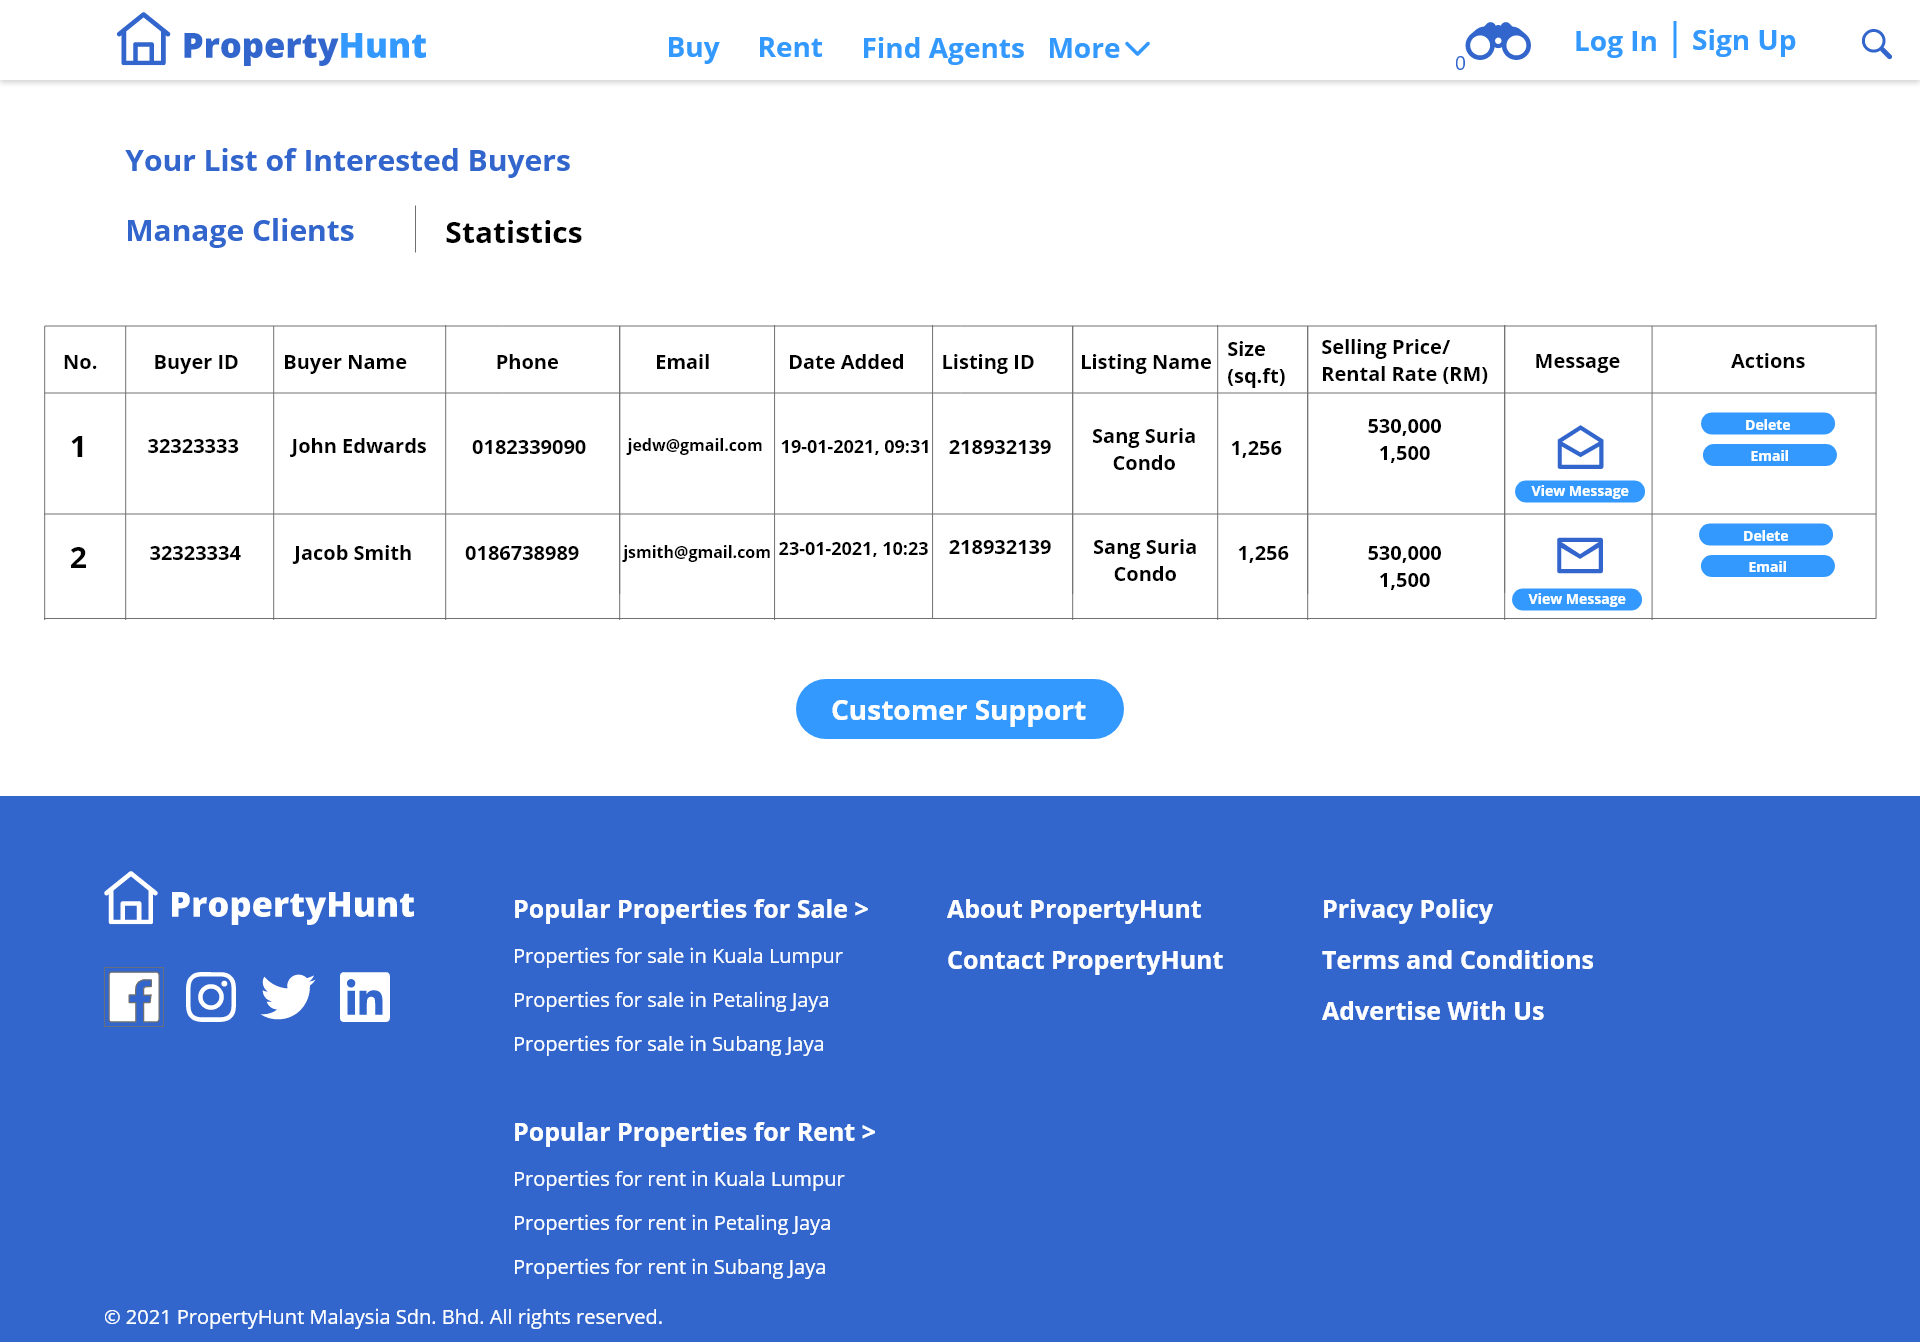 PropertyHunt
Buy Rent Find Agents More
0
Log In Sign Up
Your List of Interested Buyers
Manage Clients Statistics
No. Buyer ID Buyer Name Phone Email Date Added Listing ID Listing Name Size (sq.ft) Selling Price/ Rental Rate (RM) Message Actions
1 32323333 John Edwards 0182339090 jedw@gmail.com 19-01-2021, 09:31 218932139 Sang Suria Condo 1,256 530,000 1,500 View Message Delete Email
2 32323334 Jacob Smith 0186738989 jsmith@gmail.com 23-01-2021, 10:23 218932139 Sang Suria Condo 1,256 530,000 1,500 View Message Delete Email
Customer Support
PropertyHunt
Popular Properties for Sale >
Properties for sale in Kuala Lumpur
Properties for sale in Petaling Jaya
Properties for sale in Subang Jaya
Popular Properties for Rent >
Properties for rent in Kuala Lumpur
Properties for rent in Petaling Jaya
Properties for rent in Subang Jaya
About PropertyHunt
Contact PropertyHunt
Privacy Policy
Terms and Conditions
Advertise With Us
© 2021 PropertyHunt Malaysia Sdn. Bhd. All rights reserved.